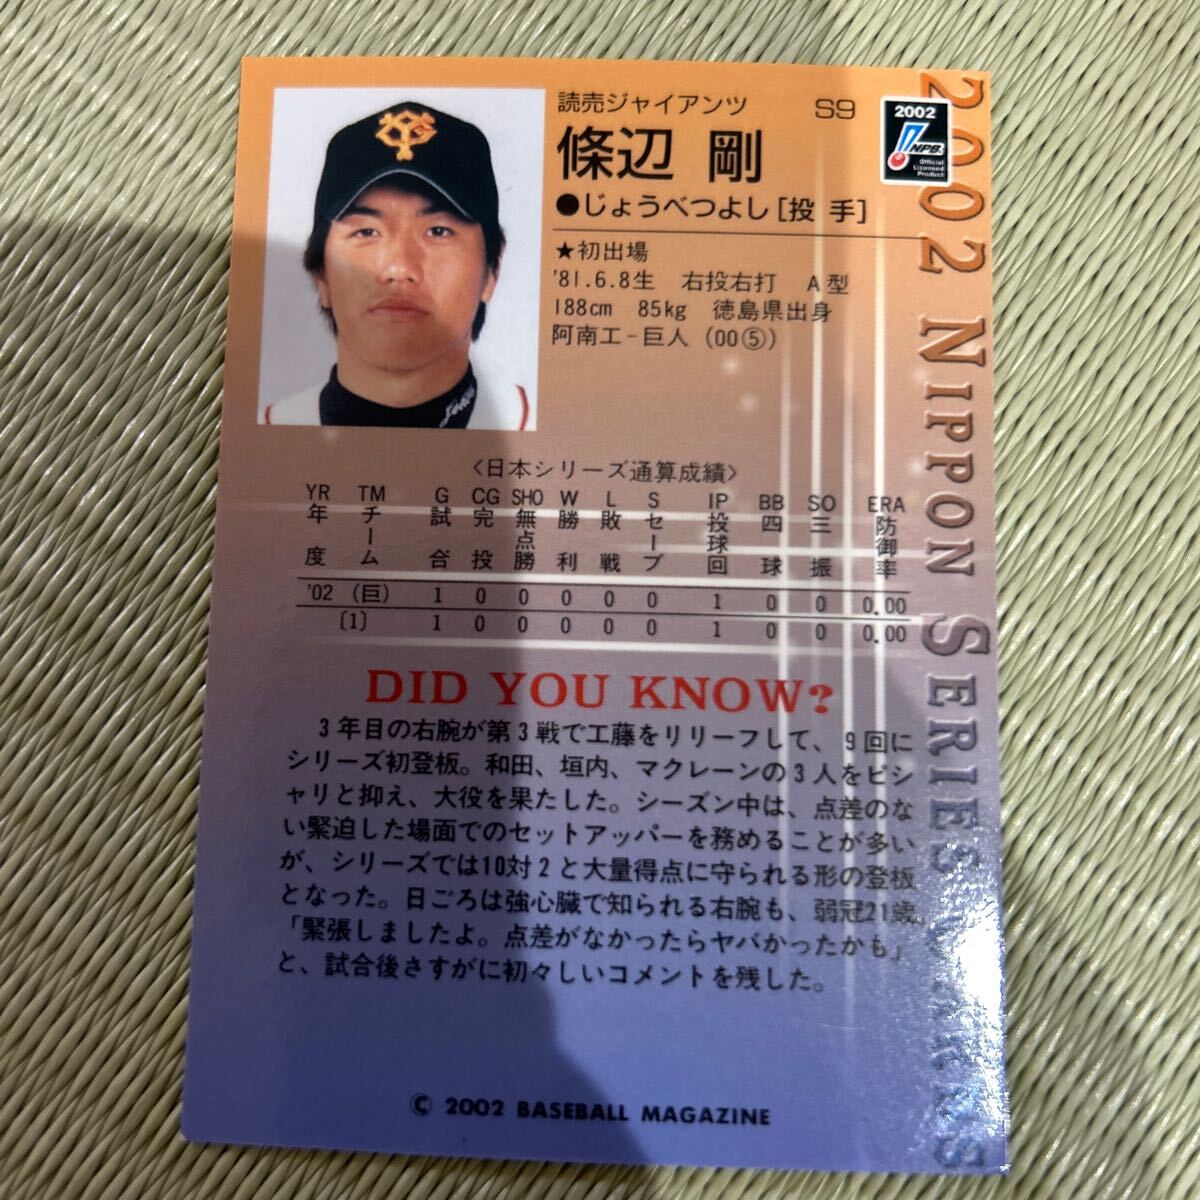 読売ジャイアンツ S9
條辺 剛
●じょうべつよし[投 手]
2002
NPB
Official
Licensed
Product
★初出場
'81.6.8生 右投右打 A型
188cm 85kg 徳島県出身
阿南工-巨人(00⑤)
〈日本シリーズ通算成績〉
YR TM G CG SHO W L S IP BB SO ERA
年度 チーム 試合 完投 無点勝 勝利 敗戦 セーブ 投球回 四球 三振 防御率
'02 (巨) 1 0 0 0 0 0 1 0 0 0.00
〔1〕 1 0 0 0 0 0 1 0 0 0.00
DID YOU KNOW?
3年目の右腕が第3戦で工藤をリリーフして、9回に
シリーズ初登板。和田、垣内、マクレーンの3人をピシ
ャリと抑え、大役を果たした。シーズン中は、点差のな
い緊迫した場面でのセットアッパーを務めることが多い
が、シリーズでは10対2と大量得点に守られる形の登板
となった。日ごろは強心臓で知られる右腕も、弱冠21歳。
「緊張しましたよ。点差がなかったらヤバかったかも」
と、試合後さすがに初々しいコメントを残した。
© 2002 BASEBALL MAGAZINE
2002 NIPPON SERIES